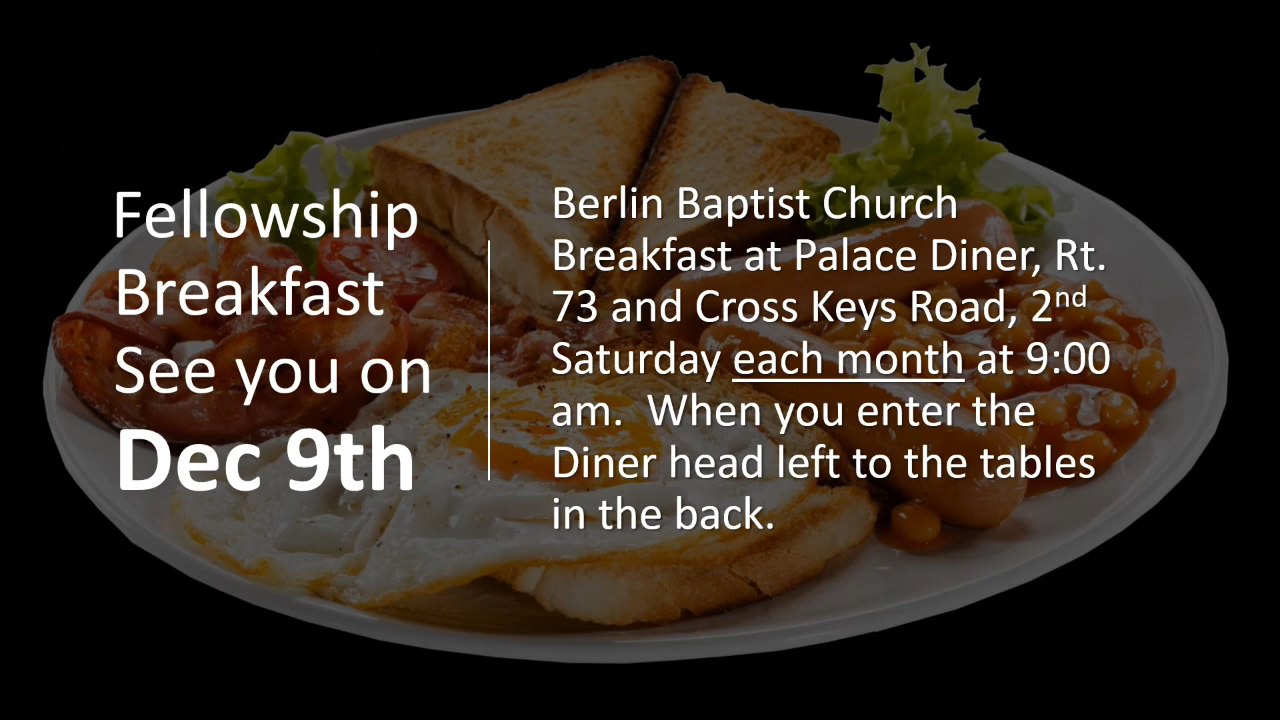 Fellowship
Breakfast
See you on
Dec 9th
Berlin Baptist Church
Breakfast at Palace Diner, Rt.
73 and Cross Keys Road, 2nd
Saturday each month at 9:00
am.  When you enter the
Diner head left to the tables
in the back.